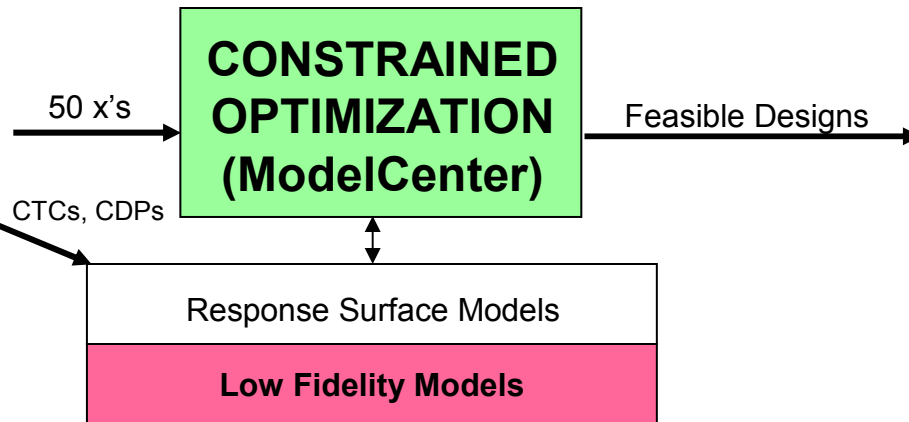 CONSTRAINED
OPTIMIZATION
(ModelCenter)
50 x’s
Feasible Designs
CTCs, CDPs
Response Surface Models
Low Fidelity Models